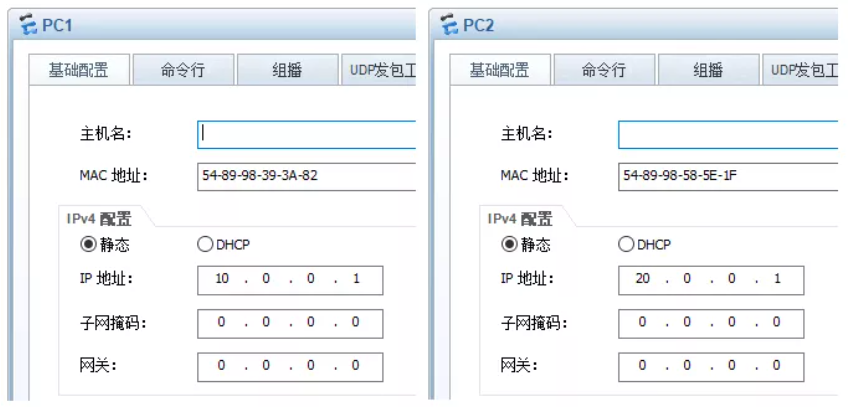 PC1
基础配置 命令行 组播 UDP发包工
主机名：
MAC 地址： 54-89-98-39-3A-82
IPv4 配置
静态 DHCP
IP 地址： 10 . 0 . 0 . 1
子网掩码： 0 . 0 . 0 . 0
网关： 0 . 0 . 0 . 0
PC2
基础配置 命令行 组播 UDP发包工
主机名：
MAC 地址： 54-89-98-58-5E-1F
IPv4 配置
静态 DHCP
IP 地址： 20 . 0 . 0 . 1
子网掩码： 0 . 0 . 0 . 0
网关： 0 . 0 . 0 . 0